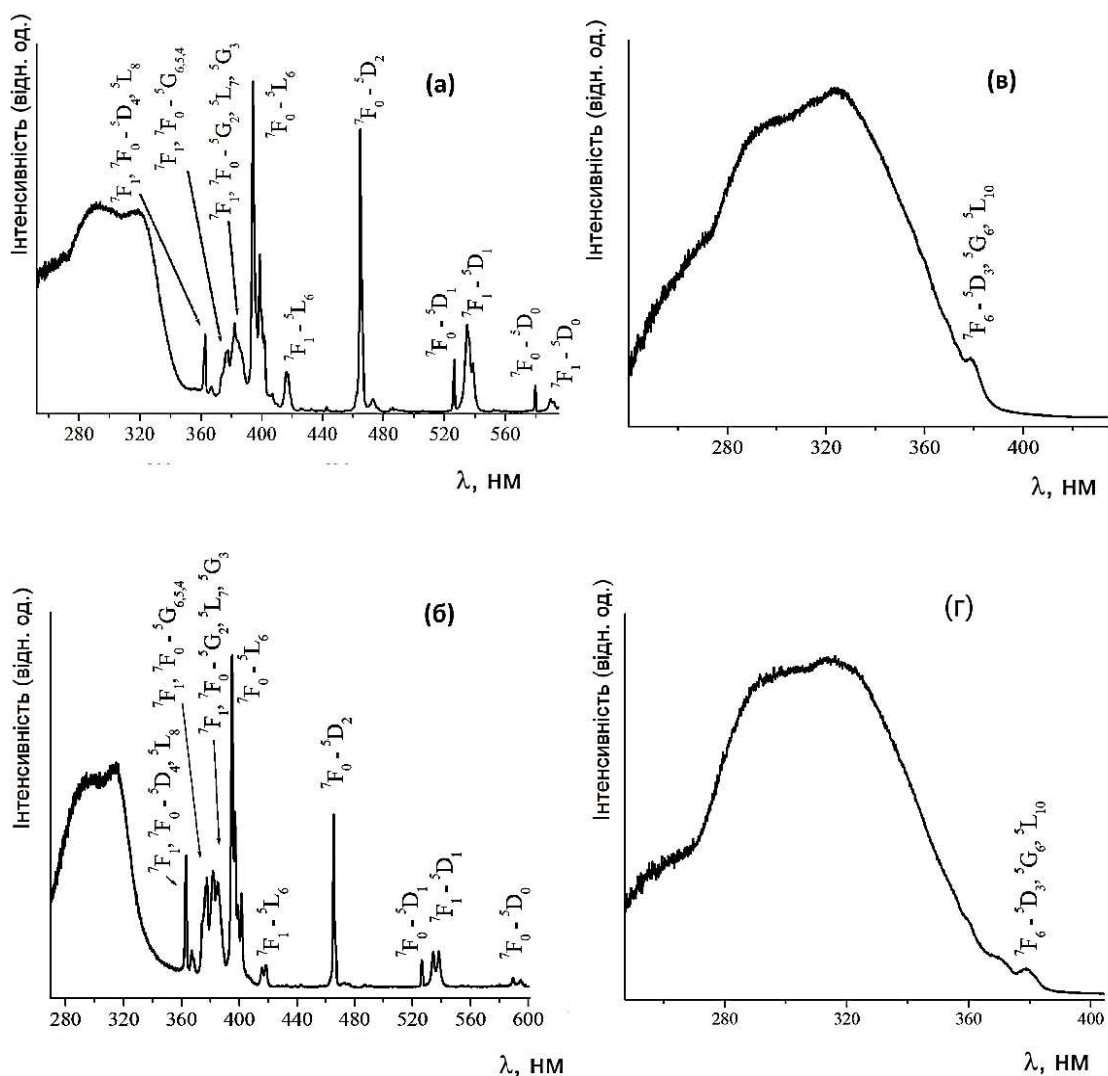 Інтенсивність (відн. од.)
(а)
⁷F₁, ⁷F₀ - ⁵D₄, ⁵L₈
⁷F₁, ⁷F₀ - ⁵G₆,₅,₄
⁷F₁, ⁷F₀ - ⁵G₂, ⁵L₇, ⁵G₃
⁷F₀ - ⁵L₆
⁷F₁ - ⁵L₆
⁷F₀ - ⁵D₂
⁷F₀ - ⁵D₁
⁷F₁ - ⁵D₁
⁷F₀ - ⁵D₀
⁷F₁ - ⁵D₀
280 320 360 400 440 480 520 560
λ, нм
Інтенсивність (відн. од.)
(в)
⁷F₆ - ⁵D₃, ⁵G₆, ⁵L₁₀
280 320 360 400
λ, нм
Інтенсивність (відн. од.)
(б)
⁷F₁, ⁷F₀ - ⁵D₄, ⁵L₈
⁷F₁, ⁷F₀ - ⁵G₆,₅,₄
⁷F₁, ⁷F₀ - ⁵G₂, ⁵L₇, ⁵G₃
⁷F₀ - ⁵L₆
⁷F₁ - ⁵L₆
⁷F₀ - ⁵D₂
⁷F₀ - ⁵D₁
⁷F₁ - ⁵D₁
⁷F₀ - ⁵D₀
280 320 360 400 440 480 520 560 600
λ, нм
Інтенсивність (відн. од.)
(г)
⁷F₆ - ⁵D₃, ⁵G₆, ⁵L₁₀
280 320 360 400
λ, нм